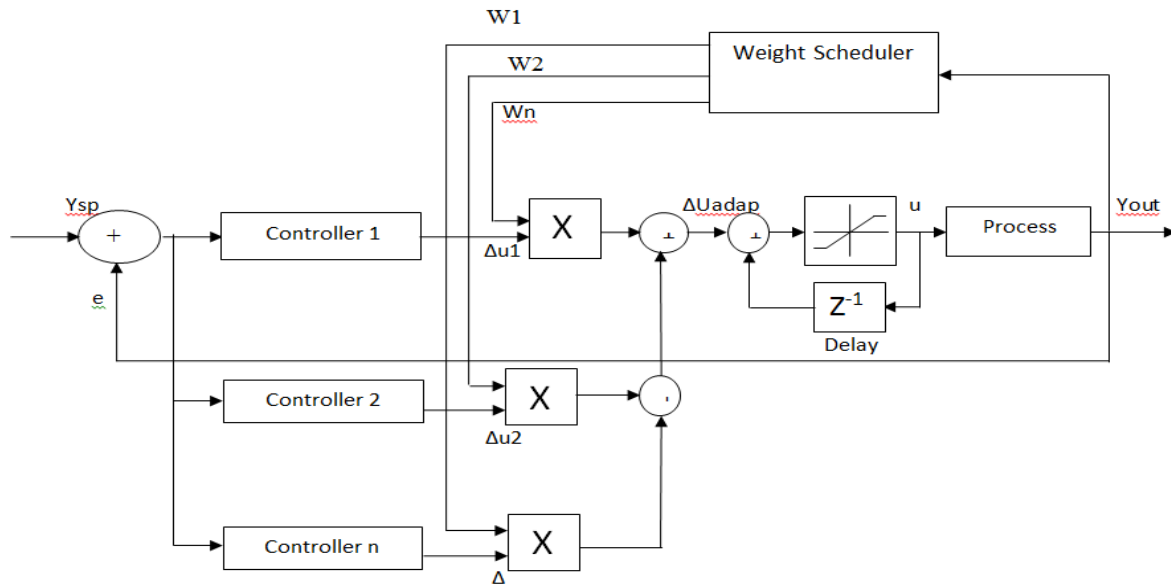 W1
Weight Scheduler
W2
Wn
Ysp
+
Controller 1
Δu1
X
+
ΔUadap
+
u
Process
Yout
e
Z-1
Delay
Controller 2
Δu2
X
Controller n
Δ
X